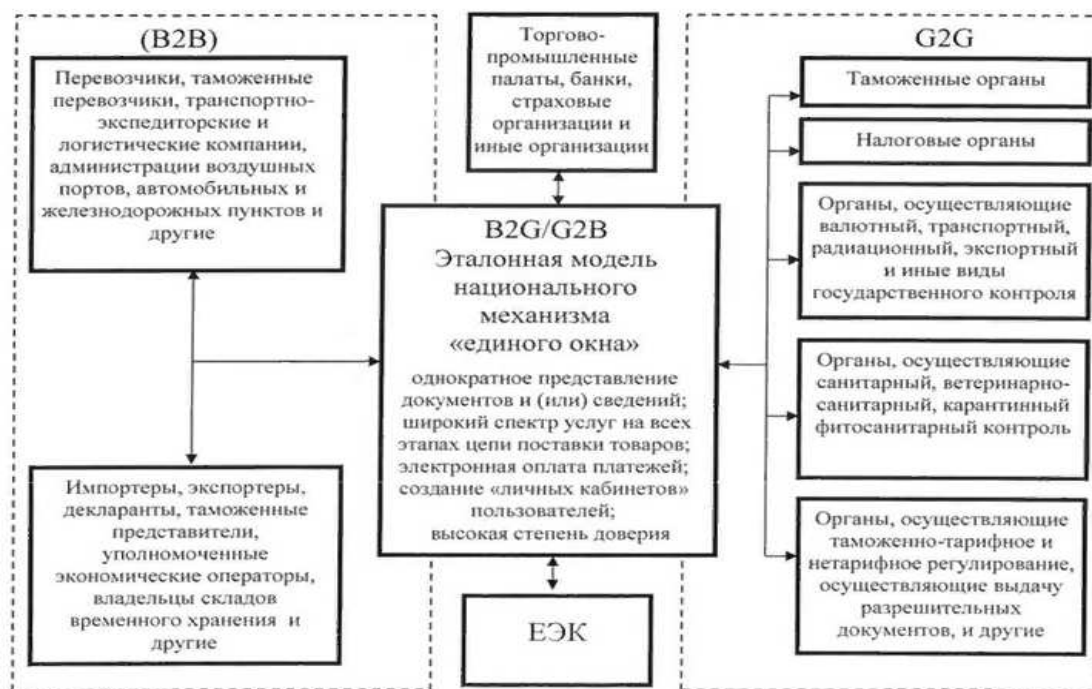 (B2B)
Перевозчики, таможенные
перевозчики, транспортно-
экспедиторские и
логистические компании,
администрации воздушных
портов, автомобильных и
железнодорожных пунктов и
другие
Импортеры, экспортеры,
декларанты, таможенные
представители,
уполномоченные
экономические операторы,
владельцы складов
временного хранения и
другие
Торгово-
промышленные
палаты, банки,
страховые
организации и
иные организации
B2G/G2B
Эталонная модель
национального
механизма
«единого окна»
однократное представление
документов и (или) сведений;
широкий спектр услуг на всех
этапах цепи поставки товаров;
электронная оплата платежей;
создание «личных кабинетов»
пользователей;
высокая степень доверия
ЕЭК
G2G
Таможенные органы
Налоговые органы
Органы, осуществляющие
валютный, транспортный,
радиационный, экспортный
и иные виды
государственного контроля
Органы, осуществляющие
санитарный, ветеринарно-
санитарный, карантинный
фитосанитарный контроль
Органы, осуществляющие
таможенно-тарифное и
нетарифное регулирование,
осуществляющие выдачу
разрешительных
документов, и другие